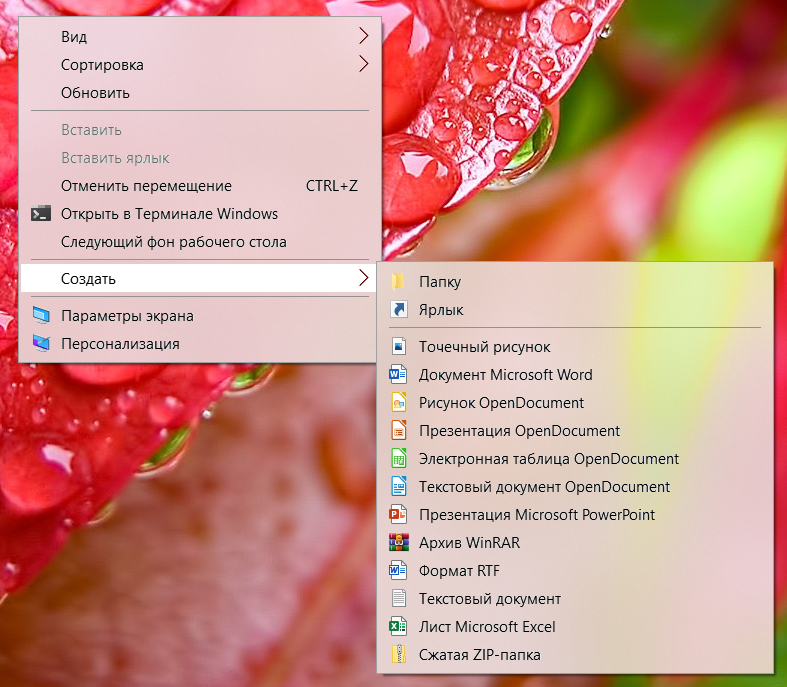 Вид
Сортировка
Обновить
Вставить
Вставить ярлык
Отменить перемещение CTRL+Z
Открыть в Терминале Windows
Следующий фон рабочего стола
Создать
Параметры экрана
Персонализация
Папку
Ярлык
Точечный рисунок
Документ Microsoft Word
Рисунок OpenDocument
Презентация OpenDocument
Электронная таблица OpenDocument
Текстовый документ OpenDocument
Презентация Microsoft PowerPoint
Архив WinRAR
Формат RTF
Текстовый документ
Лист Microsoft Excel
Сжатая ZIP-папка